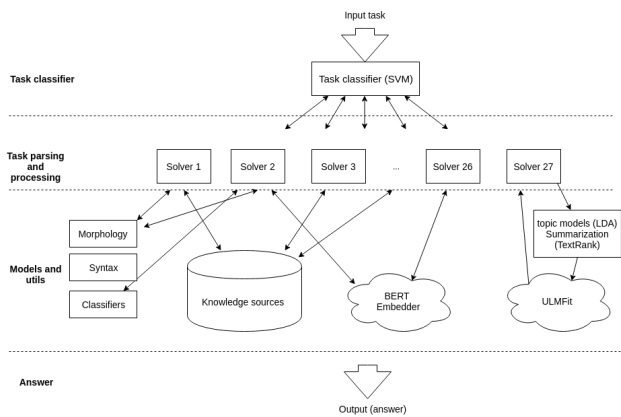 Input task
Task classifier
Task classifier (SVM)
Task parsing
and
processing
Solver 1
Solver 2
Solver 3
...
Solver 26
Solver 27
Models and
utils
Morphology
Syntax
Classifiers
Knowledge sources
BERT
Embedder
topic models (LDA)
Summarization
(TextRank)
ULMFit
Answer
Output (answer)